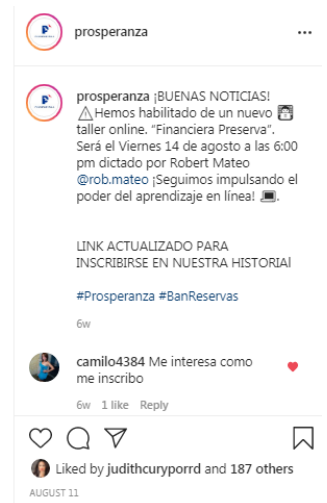 prosperanza
prosperanza ¡BUENAS NOTICIAS!
⚠Hemos habilitado de un nuevo
taller online. “Financiera Preserva”.
Será el Viernes 14 de agosto a las 6:00
pm dictado por Robert Mateo
@rob.mateo ¡Seguimos impulsando el
poder del aprendizaje en línea! 💻.
LINK ACTUALIZADO PARA
INSCRIBIRSE EN NUESTRA HISTORIAl
#Prosperanza #BanReservas
6w
camilo4384 Me interesa como
me inscribo
6w 1 like Reply
Liked by judithcuryporrd and 187 others
AUGUST 11